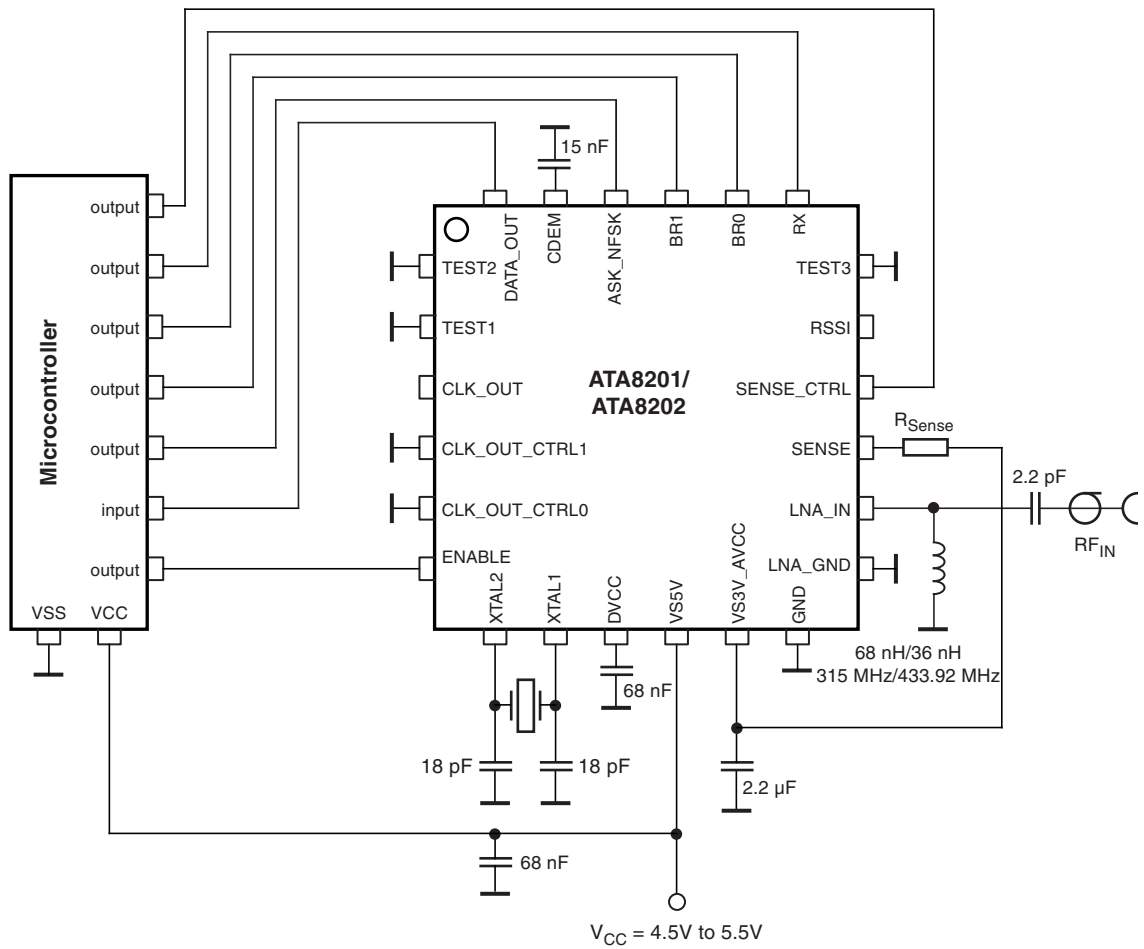 15 nF
output
output
output
output
output
input
output
Microcontroller
VSS
VCC
DATA_OUT
CDEM
ASK_NFSK
BR1
BR0
RX
TEST2
TEST1
CLK_OUT
CLK_OUT_CTRL1
CLK_OUT_CTRL0
ENABLE
ATA8201/
ATA8202
TEST3
RSSI
SENSE_CTRL
SENSE
LNA_IN
LNA_GND
XTAL2
XTAL1
DVCC
VS5V
VS3V_AVCC
GND
RSense
2.2 pF
RFIN
68 nH/36 nH
315 MHz/433.92 MHz
68 nF
18 pF
18 pF
2.2 µF
68 nF
VCC = 4.5V to 5.5V